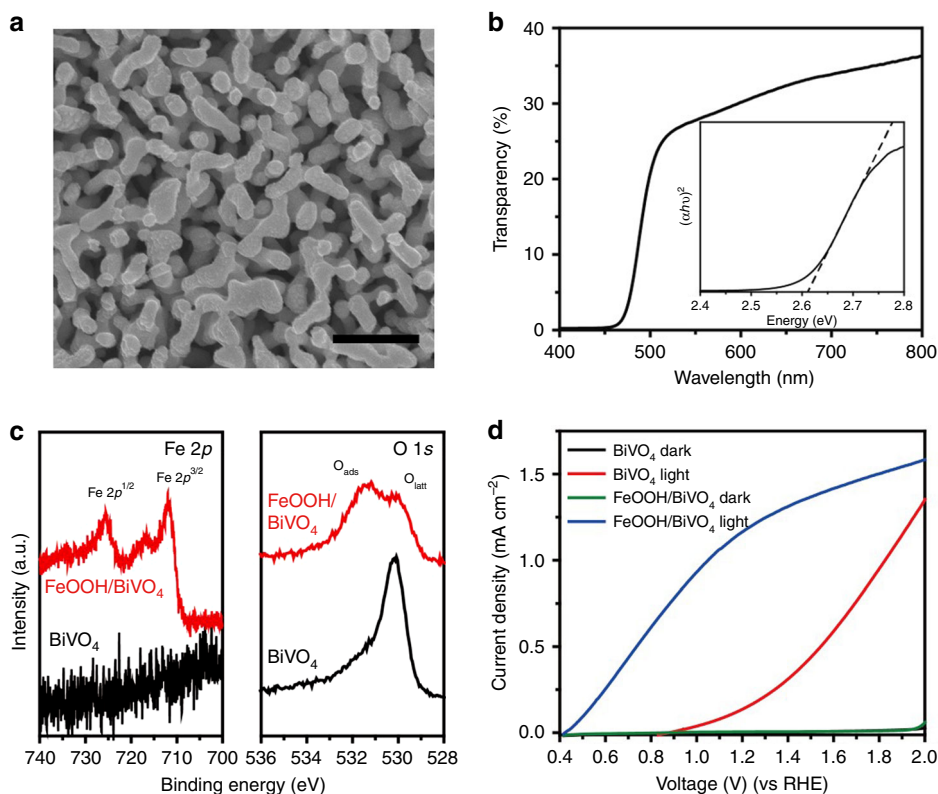 a
b
40
30
20
10
0
Transparency (%)
400 500 600 700 800
Wavelength (nm)
(αhυ)²
2.4 2.5 2.6 2.7 2.8
Energy (eV)
c
Fe 2p
Fe 2p³ᐟ²
Fe 2p¹ᐟ²
FeOOH/BiVO₄
BiVO₄
Intensity (a.u.)
740 730 720 710 700
O 1s
Oₐdₛ
Oₗₐₜₜ
FeOOH/
BiVO₄
BiVO₄
536 534 532 530 528
Binding energy (eV)
d
BiVO₄ dark
BiVO₄ light
FeOOH/BiVO₄ dark
FeOOH/BiVO₄ light
1.5
1.0
0.5
0.0
Current density (mA cm⁻²)
0.4 0.6 0.8 1.0 1.2 1.4 1.6 1.8 2.0
Voltage (V) (vs RHE)